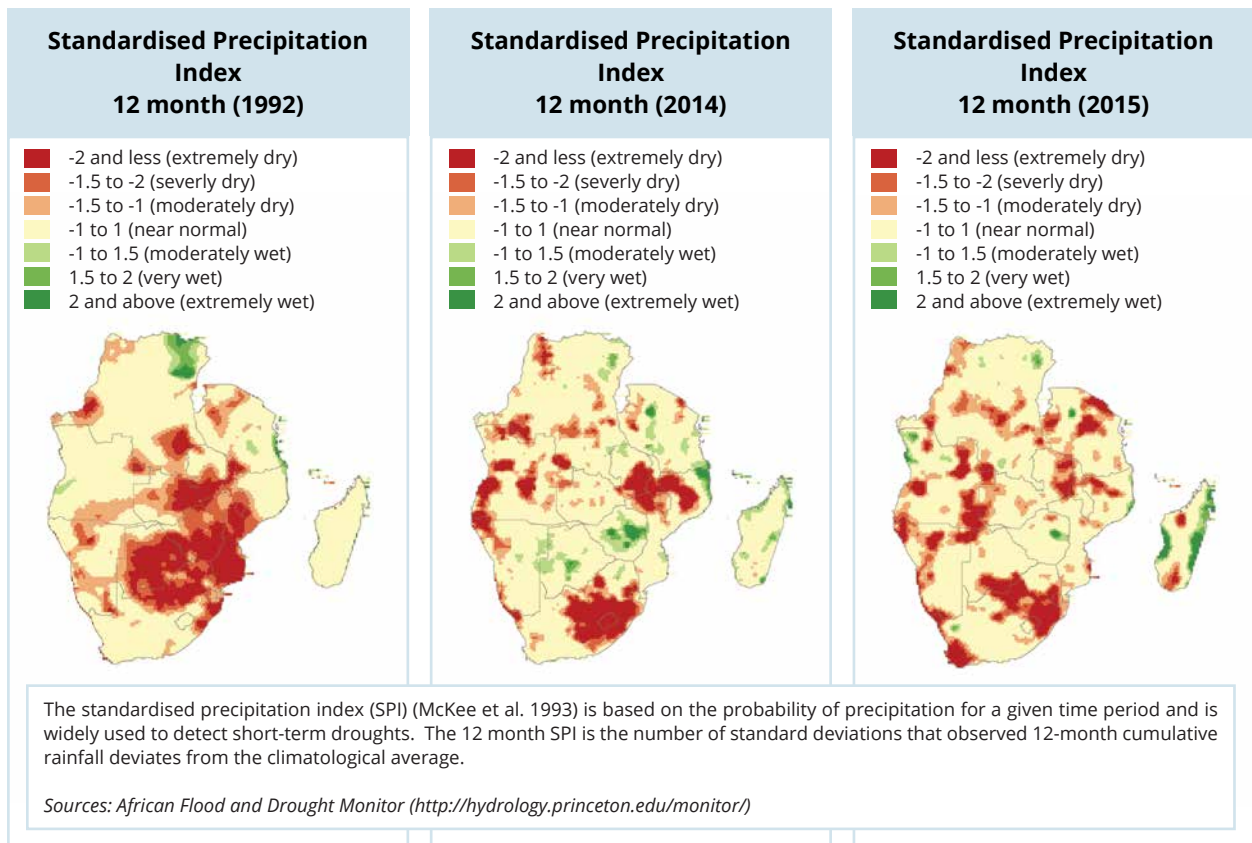 Standardised Precipitation
Index
12 month (1992)
-2 and less (extremely dry)
-1.5 to -2 (severly dry)
-1.5 to -1 (moderately dry)
-1 to 1 (near normal)
-1 to 1.5 (moderately wet)
1.5 to 2 (very wet)
2 and above (extremely wet)
Standardised Precipitation
Index
12 month (2014)
-2 and less (extremely dry)
-1.5 to -2 (severly dry)
-1.5 to -1 (moderately dry)
-1 to 1 (near normal)
-1 to 1.5 (moderately wet)
1.5 to 2 (very wet)
2 and above (extremely wet)
Standardised Precipitation
Index
12 month (2015)
-2 and less (extremely dry)
-1.5 to -2 (severly dry)
-1.5 to -1 (moderately dry)
-1 to 1 (near normal)
-1 to 1.5 (moderately wet)
1.5 to 2 (very wet)
2 and above (extremely wet)
The standardised precipitation index (SPI) (McKee et al. 1993) is based on the probability of precipitation for a given time period and is
widely used to detect short-term droughts. The 12 month SPI is the number of standard deviations that observed 12-month cumulative
rainfall deviates from the climatological average.
Sources: African Flood and Drought Monitor (http://hydrology.princeton.edu/monitor/)